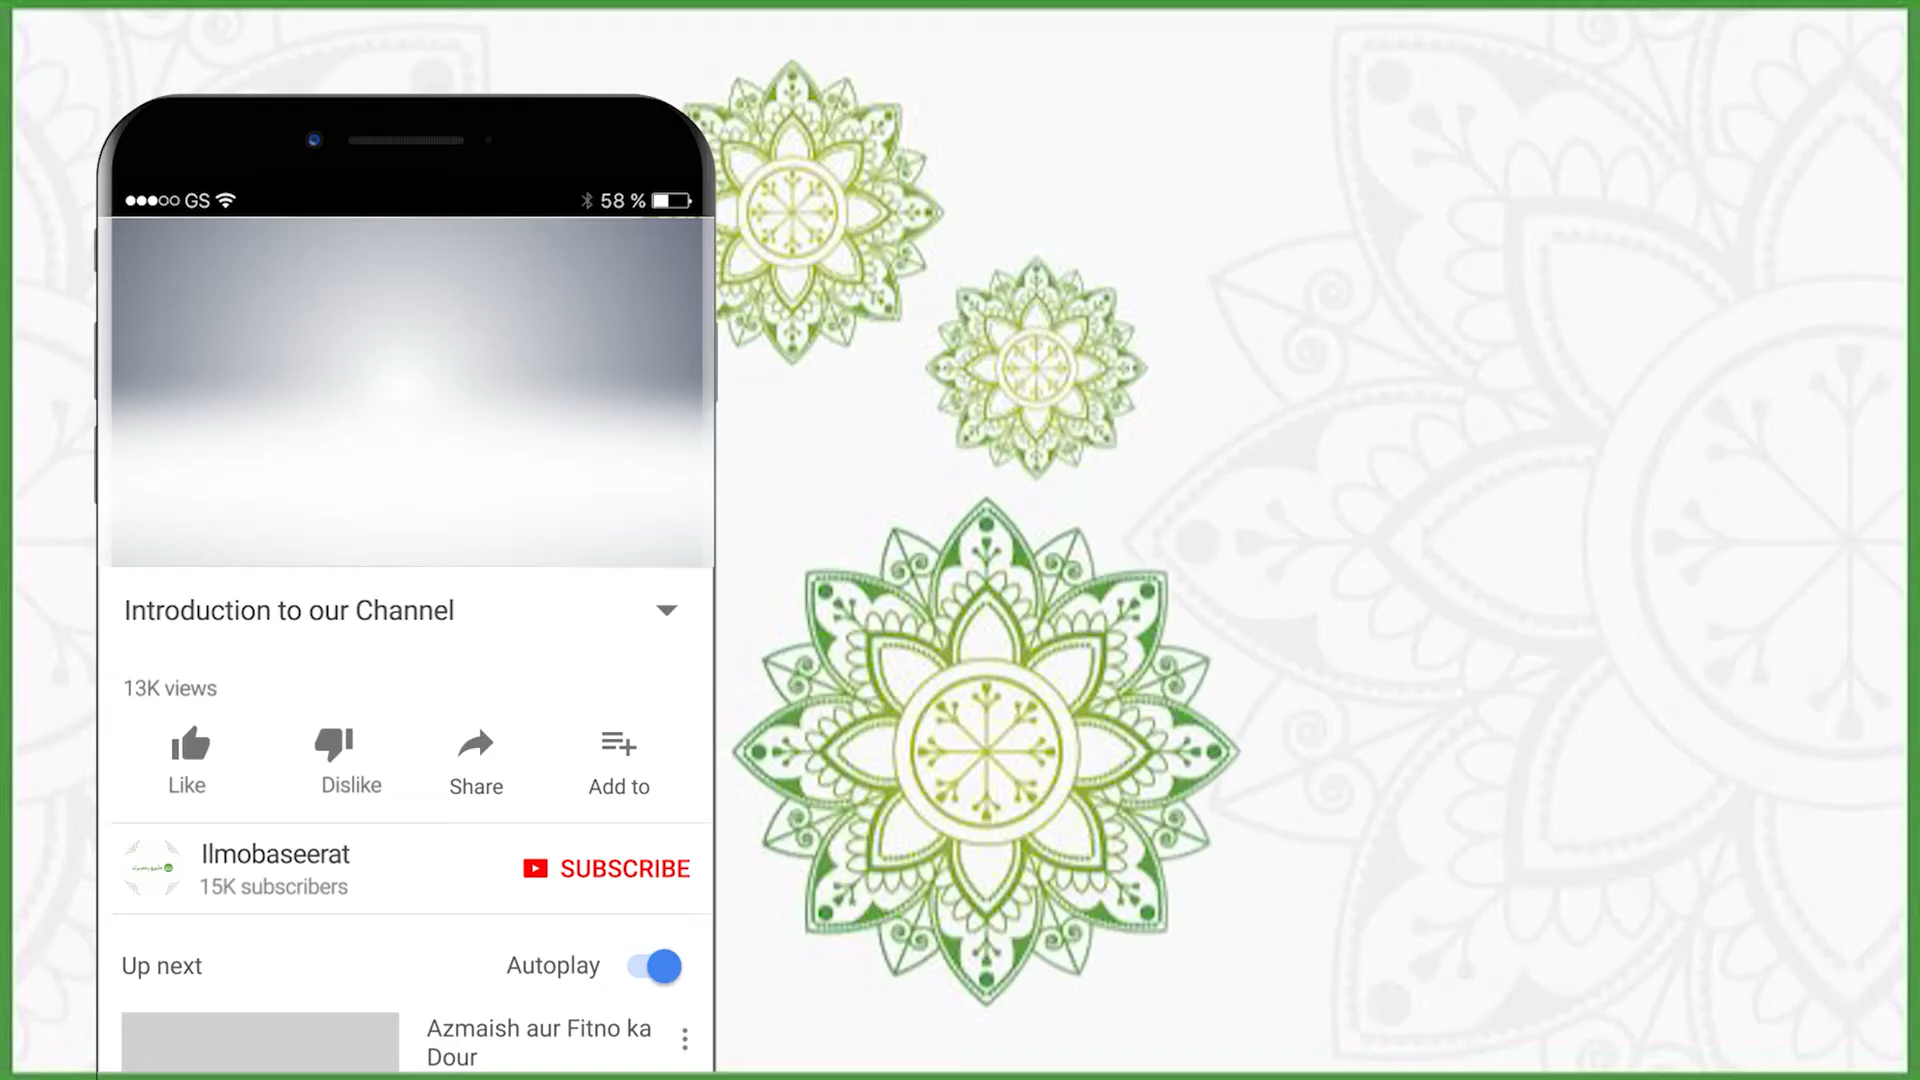 GS 58 %
Introduction to our Channel
13K views
Like Dislike Share Add to
Ilmobaseerat
15K subscribers
SUBSCRIBE
Up next Autoplay
Azmaish aur Fitno ka
Dour